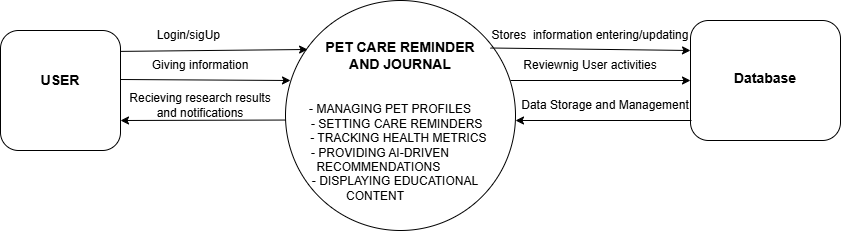 Login/sigUp
Giving information
Recieving research results
and notifications
USER
PET CARE REMINDER
AND JOURNAL
- MANAGING PET PROFILES
- SETTING CARE REMINDERS
- TRACKING HEALTH METRICS
- PROVIDING AI-DRIVEN
RECOMMENDATIONS
- DISPLAYING EDUCATIONAL
CONTENT
Stores information entering/updating
Reviewnig User activities
Data Storage and Management
Database